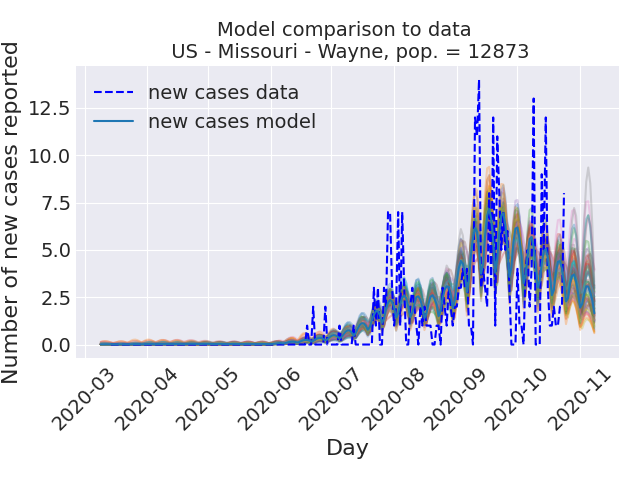 Model comparison to data
US - Missouri - Wayne, pop. = 12873
Number of new cases reported
12.5
10.0
7.5
5.0
2.5
0.0
new cases data
new cases model
2020-03
2020-04
2020-05
2020-06
2020-07
2020-08
2020-09
2020-10
2020-11
Day